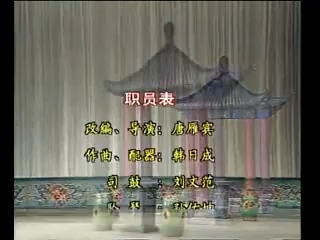 职员表
改编、导演：唐雁宾
作曲、配器：韩日成
司鼓：刘文范